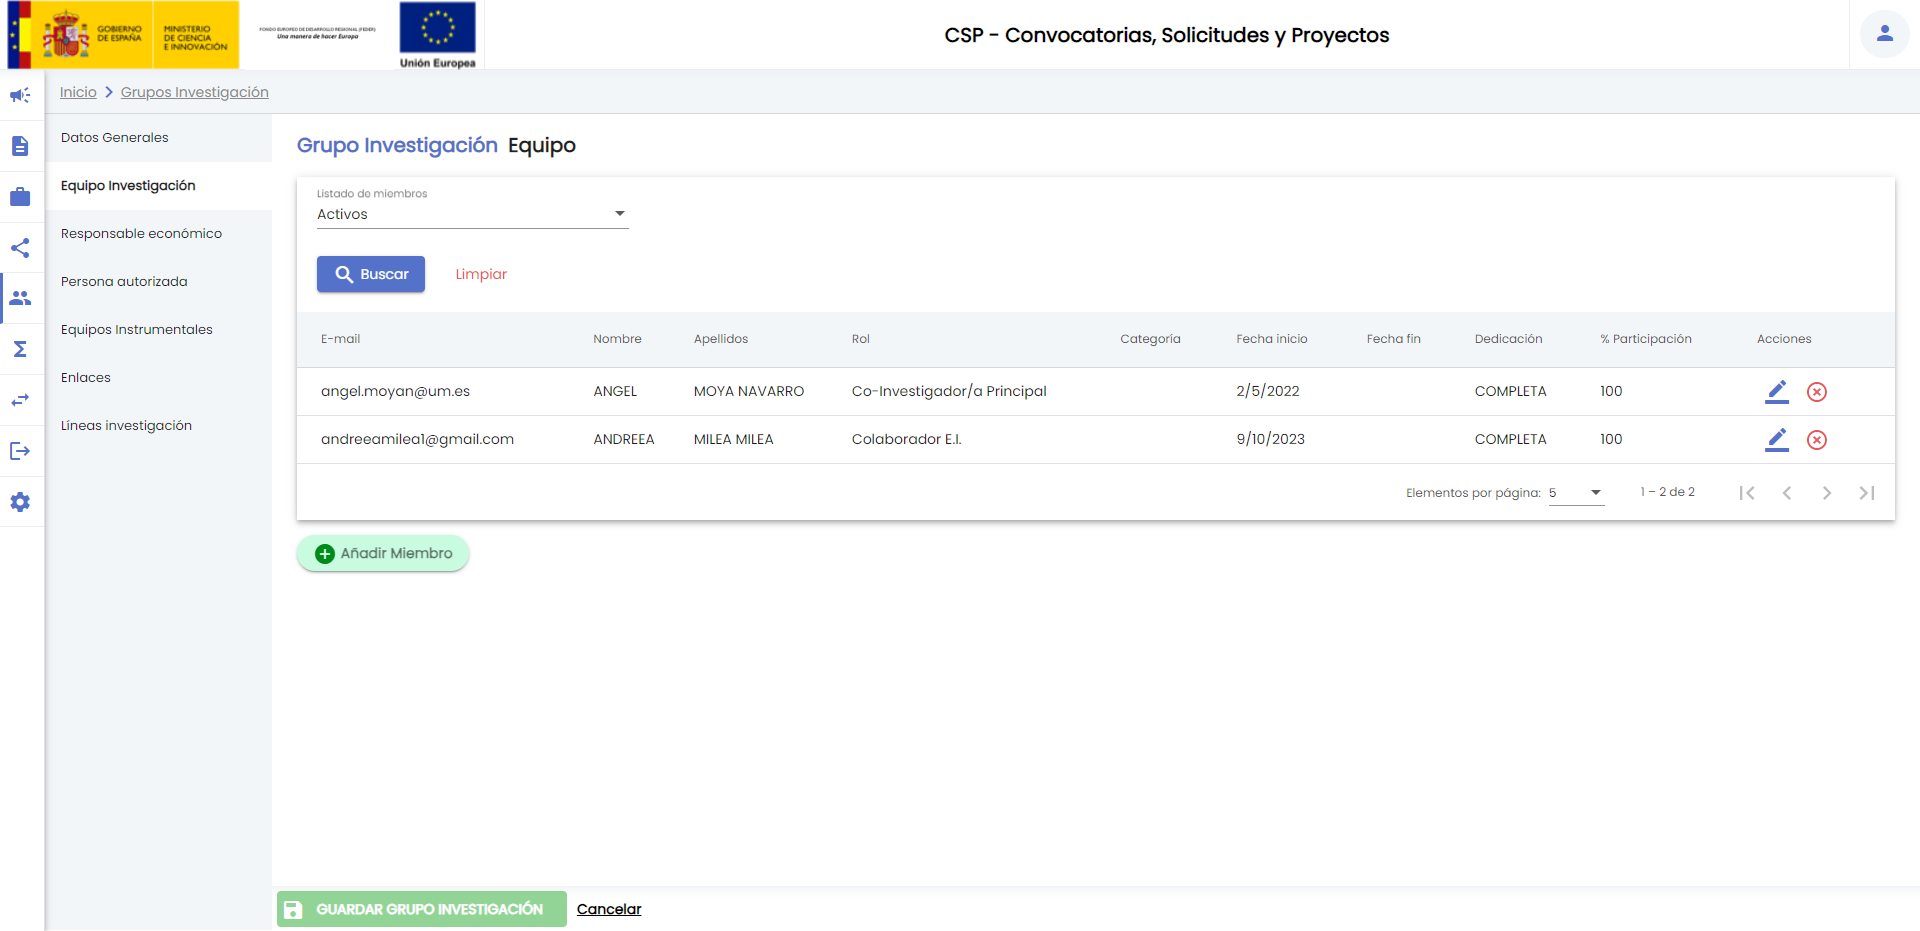 GOBIERNO
DE ESPAÑA
MINISTERIO
DE CIENCIA
E INNOVACIÓN
FONDO EUROPEO DE DESARROLLO REGIONAL (FEDER)
Una manera de hacer Europa
Unión Europea
CSP - Convocatorias, Solicitudes y Proyectos
Inicio
Grupos Investigación
Datos Generales
Equipo Investigación
Responsable económico
Persona autorizada
Equipos Instrumentales
Enlaces
Líneas investigación
Grupo Investigación Equipo
Listado de miembros
Activos
Buscar
Limpiar
E-mail Nombre Apellidos Rol Categoría Fecha inicio Fecha fin Dedicación % Participación Acciones
angel.moyan@um.es ANGEL MOYA NAVARRO Co-Investigador/a Principal 2/5/2022 COMPLETA 100
andreeamilea1@gmail.com ANDREEA MILEA MILEA Colaborador E.I. 9/10/2023 COMPLETA 100
Elementos por página: 5 1 – 2 de 2
Añadir Miembro
GUARDAR GRUPO INVESTIGACIÓN
Cancelar